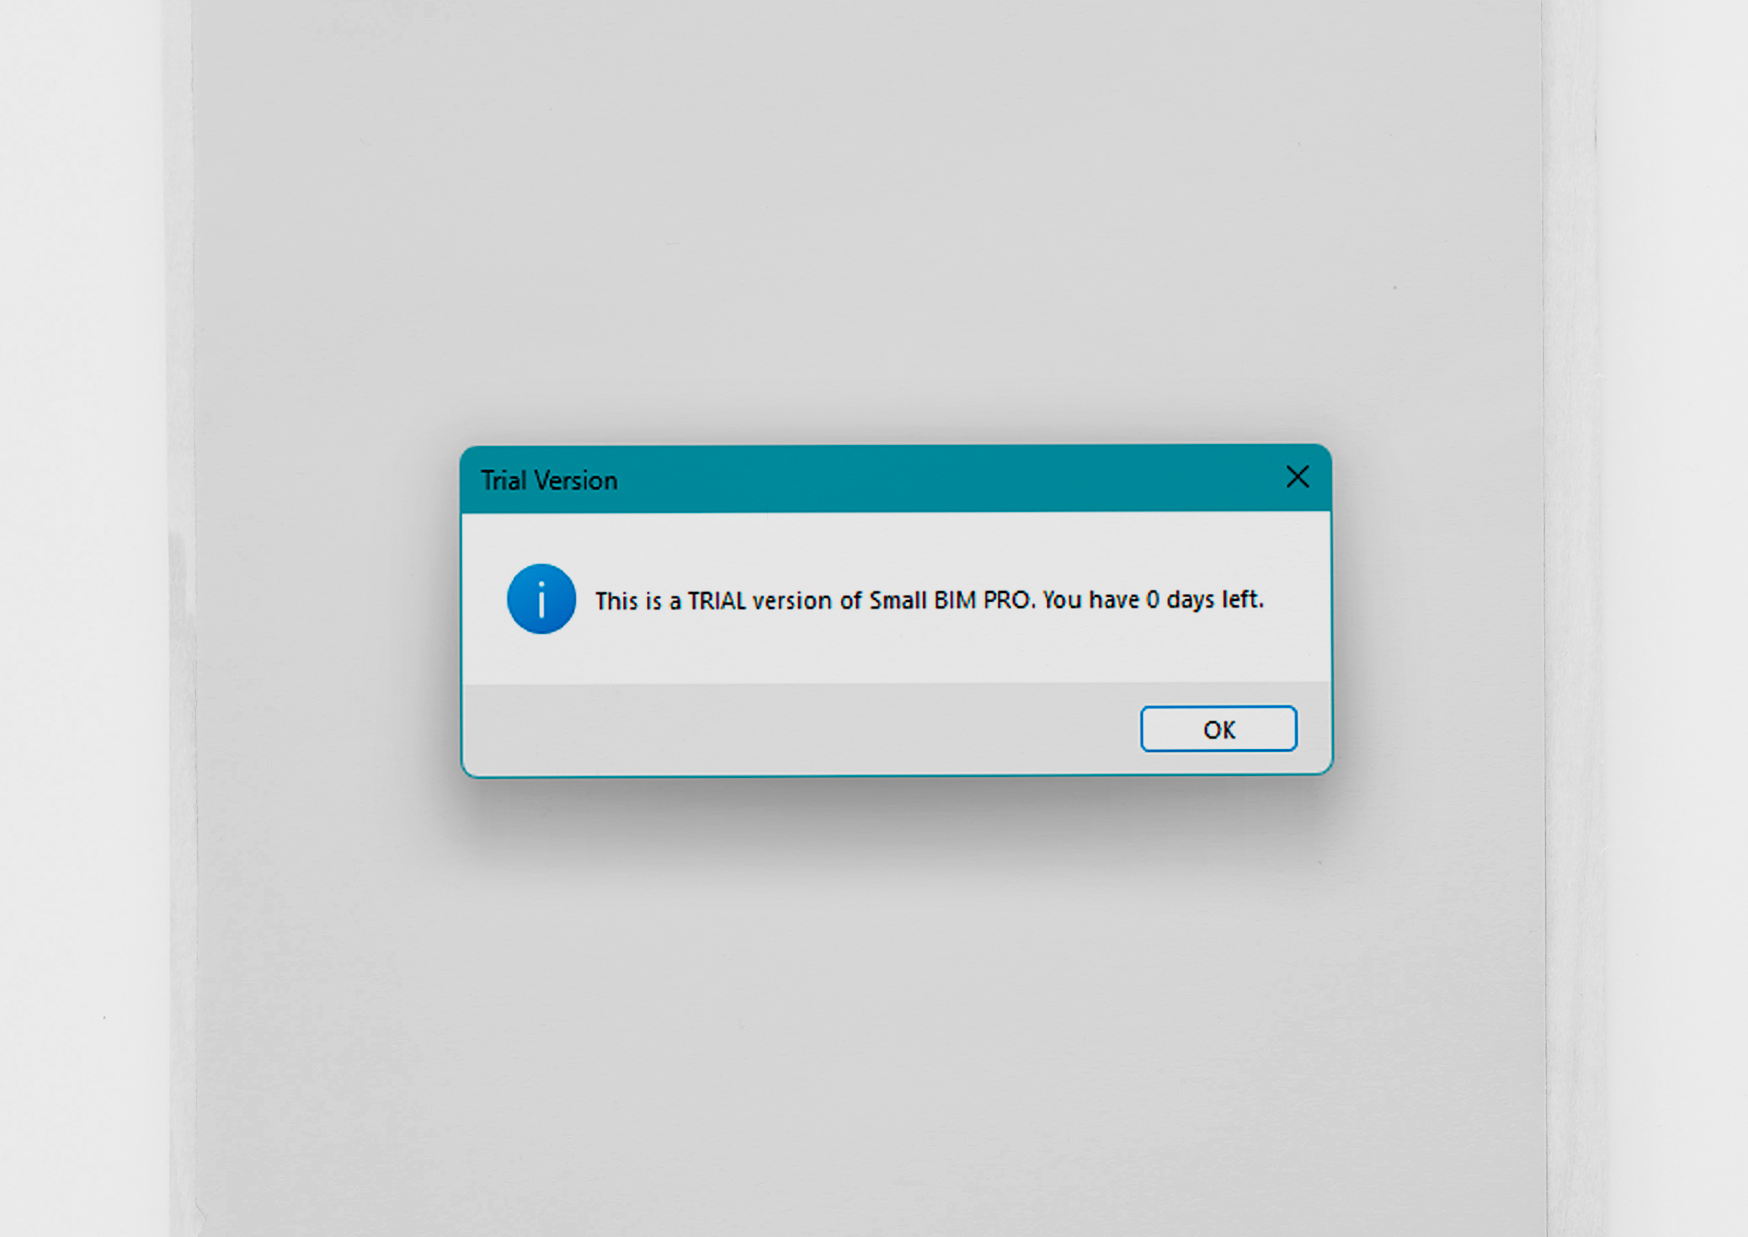 Trial Version
This is a TRIAL version of Small BIM PRO. You have 0 days left.
OK